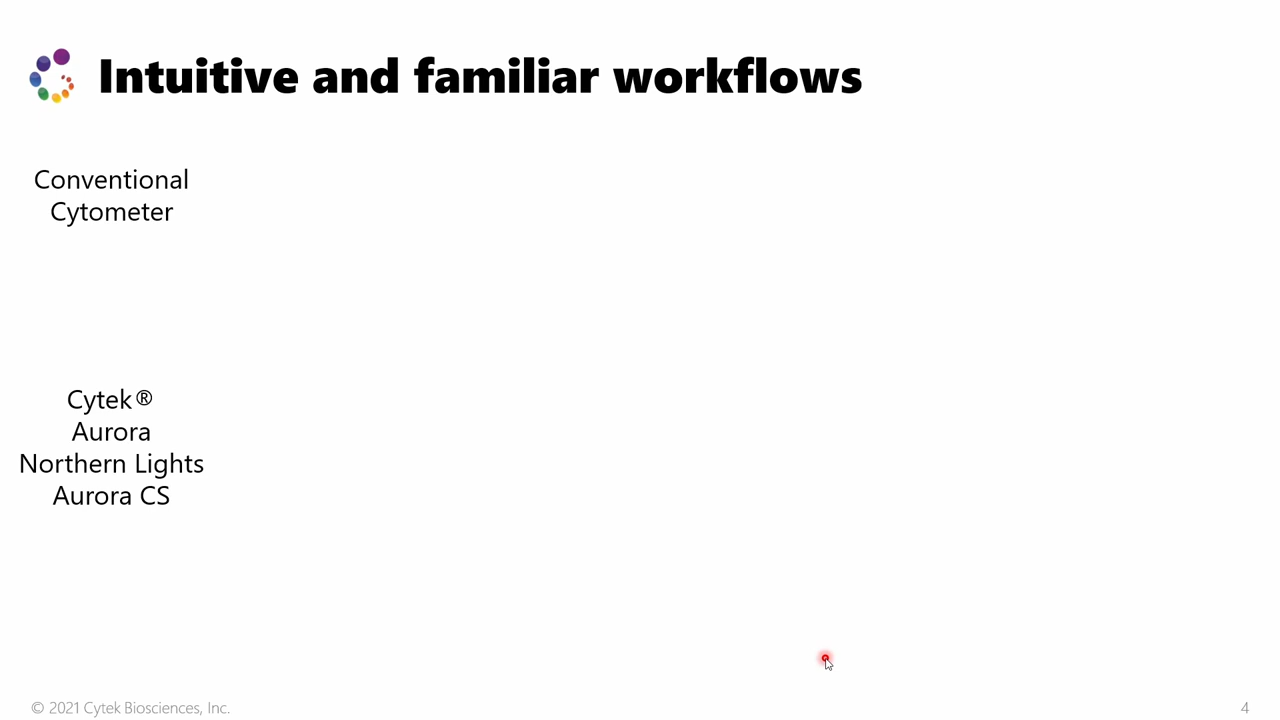 Intuitive and familiar workflows
Conventional
Cytometer
Cytek®
Aurora
Northern Lights
Aurora CS
© 2021 Cytek Biosciences, Inc.
4